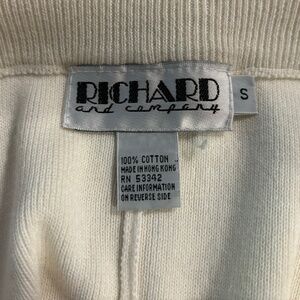 RICHARD
and company
S
100% COTTON
MADE IN HONG KONG
RN 53342
CARE INFORMATION
ON REVERSE SIDE